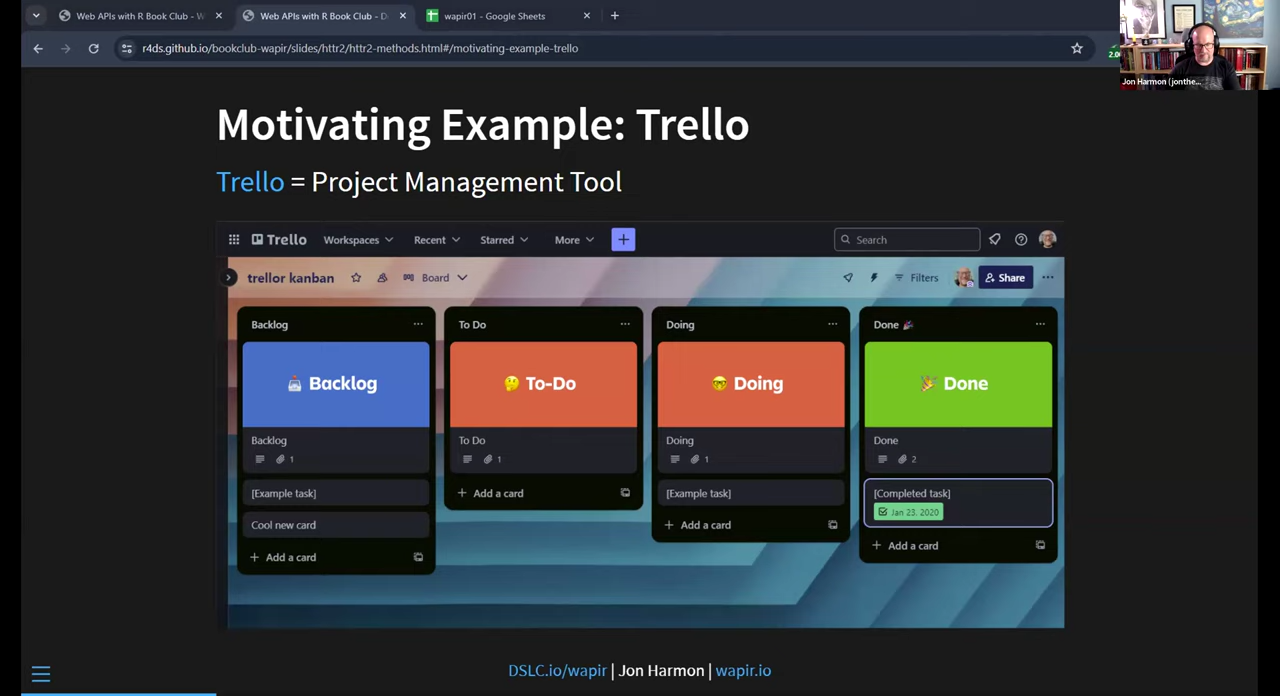 Web APIs with R Book Club - W
Web APIs with R Book Club - D
wapir01 - Google Sheets
r4ds.github.io/bookclub-wapir/slides/httr2/httr2-methods.html#/motivating-example-trello
2.0
Jon Harmon (jonthe...
Motivating Example: Trello
Trello = Project Management Tool
Trello Workspaces Recent Starred More Search
trellor kanban Board Filters Share
Backlog
Backlog
Backlog
1
[Example task]
Cool new card
Add a card
To Do
To-Do
To Do
1
Add a card
Doing
Doing
Doing
1
[Example task]
Add a card
Done
Done
Done
2
[Completed task]
Jan 23, 2020
Add a card
DSLC.io/wapir | Jon Harmon | wapir.io